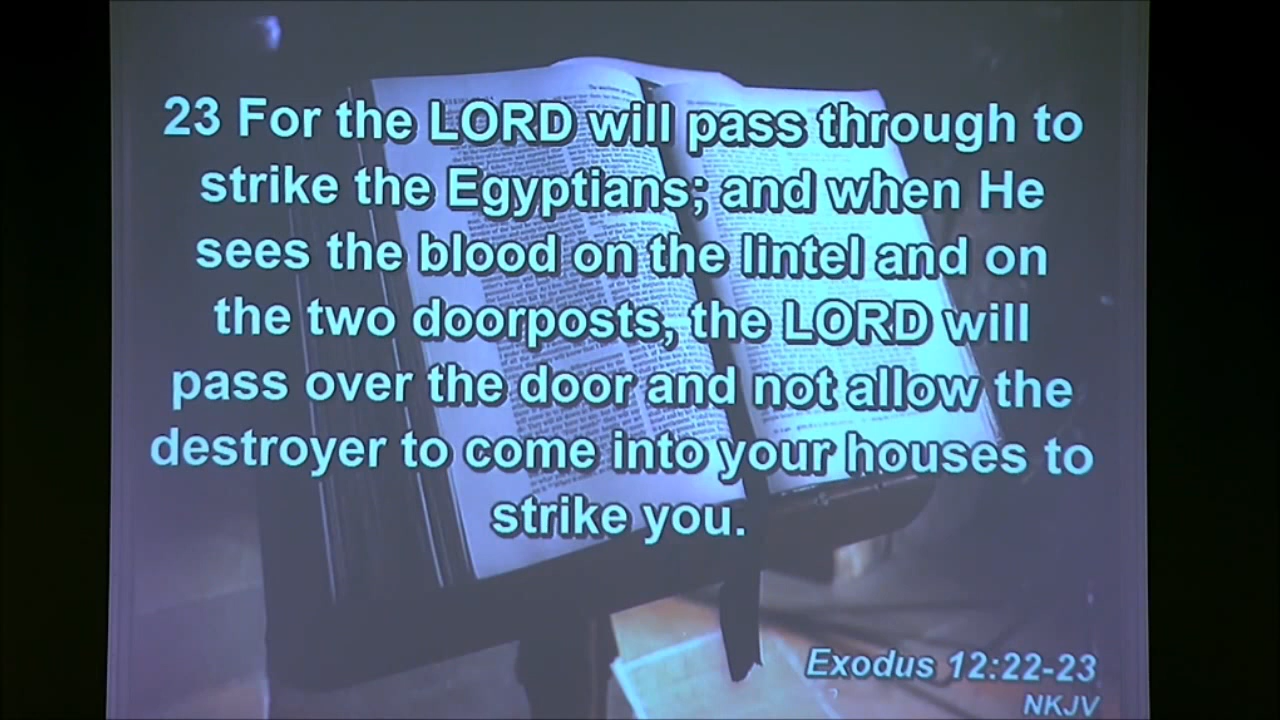 23 For the LORD will pass through to
strike the Egyptians; and when He
sees the blood on the lintel and on
the two doorposts, the LORD will
pass over the door and not allow the
destroyer to come into your houses to
strike you.
Exodus 12:22-23
NKJV